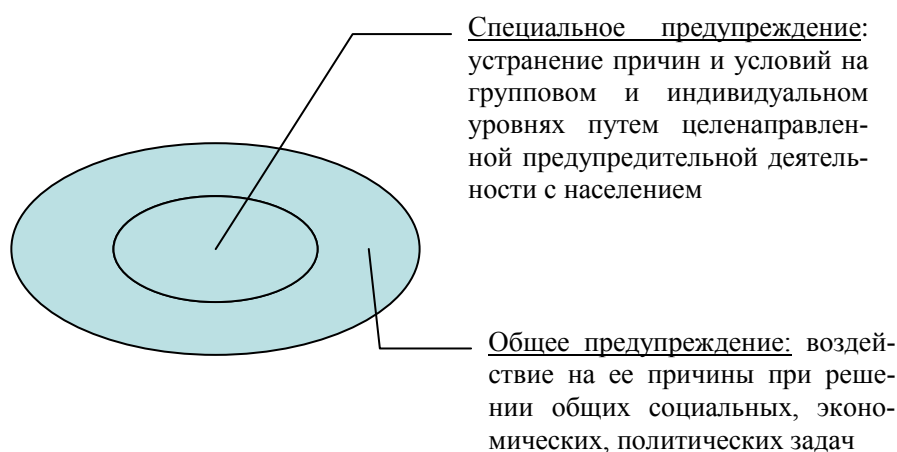 Специальное предупреждение:
устранение причин и условий на
групповом и индивидуальном
уровнях путем целенаправлен-
ной предупредительной деятель-
ности с населением
Общее предупреждение: воздей-
ствие на ее причины при реше-
нии общих социальных, эконо-
мических, политических задач